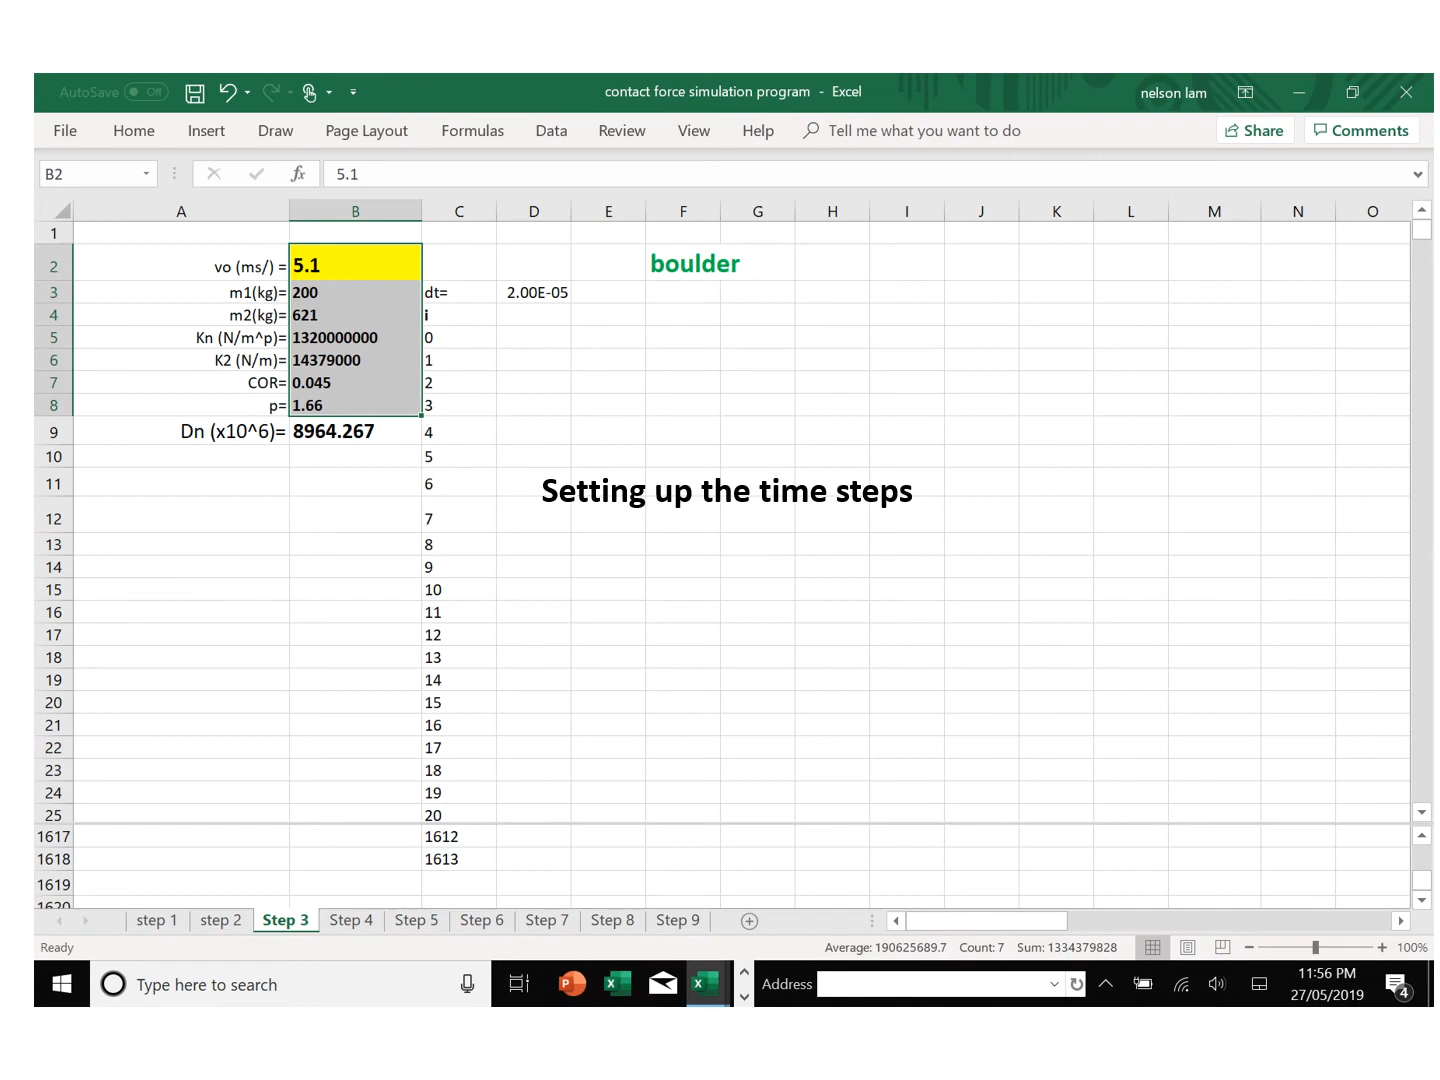 AutoSave Off
contact force simulation program - Excel
nelson lam
File Home Insert Draw Page Layout Formulas Data Review View Help Tell me what you want to do Share Comments
B2 fx 5.1
A B C D E F G H I J K L M N O
1
2 vo (ms/) = 5.1 boulder
3 m1(kg)= 200 dt= 2.00E-05
4 m2(kg)= 621 i
5 Kn (N/m^p)= 1320000000 0
6 K2 (N/m)= 14379000 1
7 COR= 0.045 2
8 p= 1.66 3
9 Dn (x10^6)= 8964.267 4
10 5
11 6 Setting up the time steps
12 7
13 8
14 9
15 10
16 11
17 12
18 13
19 14
20 15
21 16
22 17
23 18
24 19
25 20
1617 1612
1618 1613
1619
1620
step 1 step 2 Step 3 Step 4 Step 5 Step 6 Step 7 Step 8 Step 9
Ready Average: 190625689.7 Count: 7 Sum: 1334379828 100%
Type here to search Address 11:56 PM
27/05/2019 4